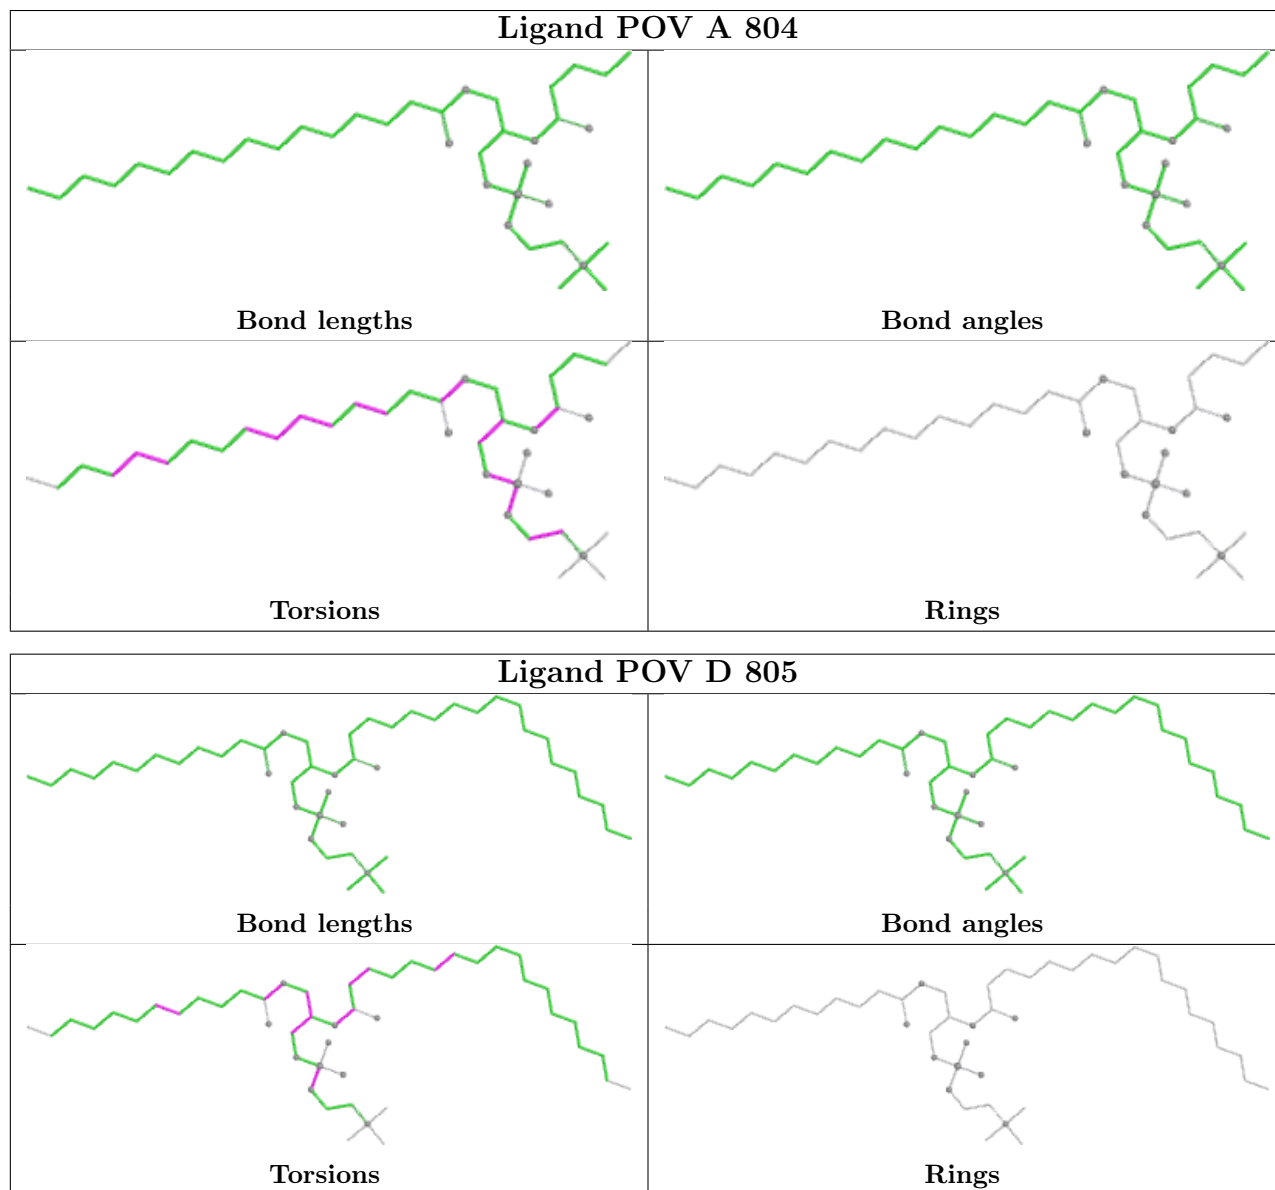 Ligand POV A 804
Bond lengths
Bond angles
Torsions
Rings
Ligand POV D 805
Bond lengths
Bond angles
Torsions
Rings